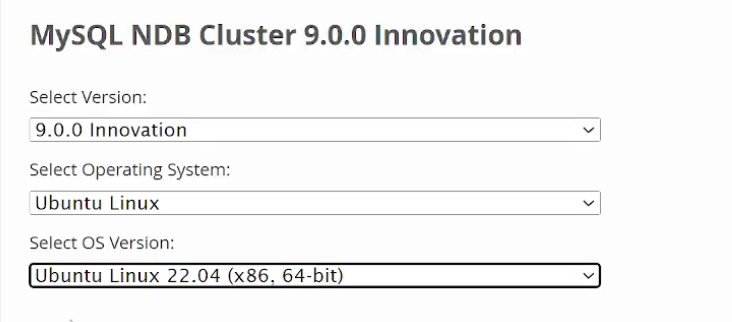 MySQL NDB Cluster 9.0.0 Innovation
Select Version:
9.0.0 Innovation
Select Operating System:
Ubuntu Linux
Select OS Version:
Ubuntu Linux 22.04 (x86, 64-bit)